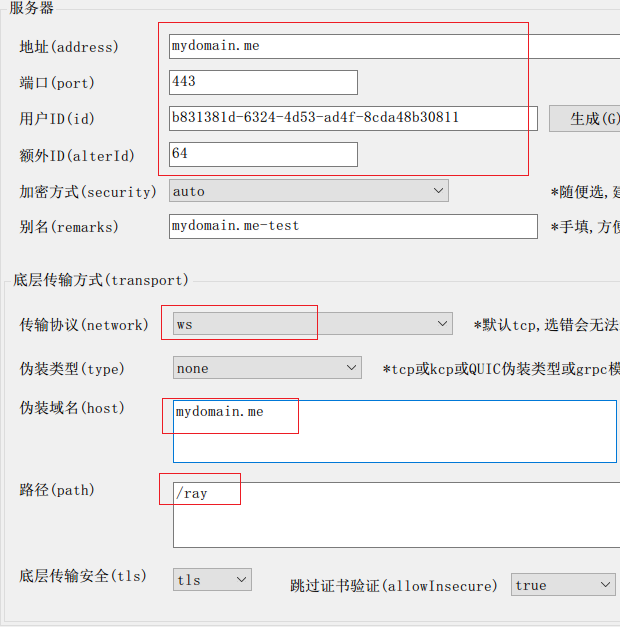 服务器
地址(address) mydomain.me
端口(port) 443
用户ID(id) b831381d-6324-4d53-ad4f-8cda48b30811 生成(G)
额外ID(alterId) 64
加密方式(security) auto *随便选,建
别名(remarks) mydomain.me-test *手填,方便
底层传输方式(transport)
传输协议(network) ws *默认tcp,选错会无法
伪装类型(type) none *tcp或kcp或QUIC伪装类型或grpc模
伪装域名(host) mydomain.me
路径(path) /ray
底层传输安全(tls) tls 跳过证书验证(allowInsecure) true